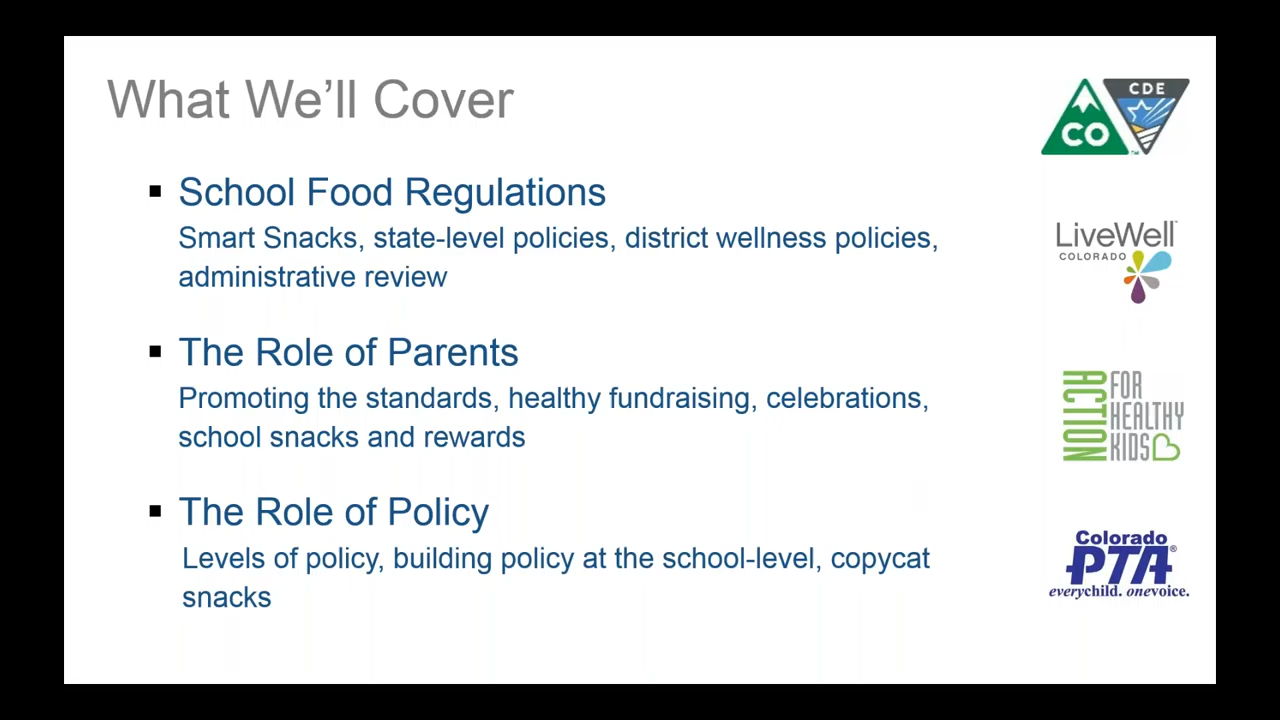 What We'll Cover
School Food Regulations
Smart Snacks, state-level policies, district wellness policies,
administrative review
The Role of Parents
Promoting the standards, healthy fundraising, celebrations,
school snacks and rewards
The Role of Policy
Levels of policy, building policy at the school-level, copycat
snacks
CO
CDE
LiveWell
COLORADO
ACTION
FOR
HEALTHY
KIDS
Colorado
PTA®
everychild. onevoice.